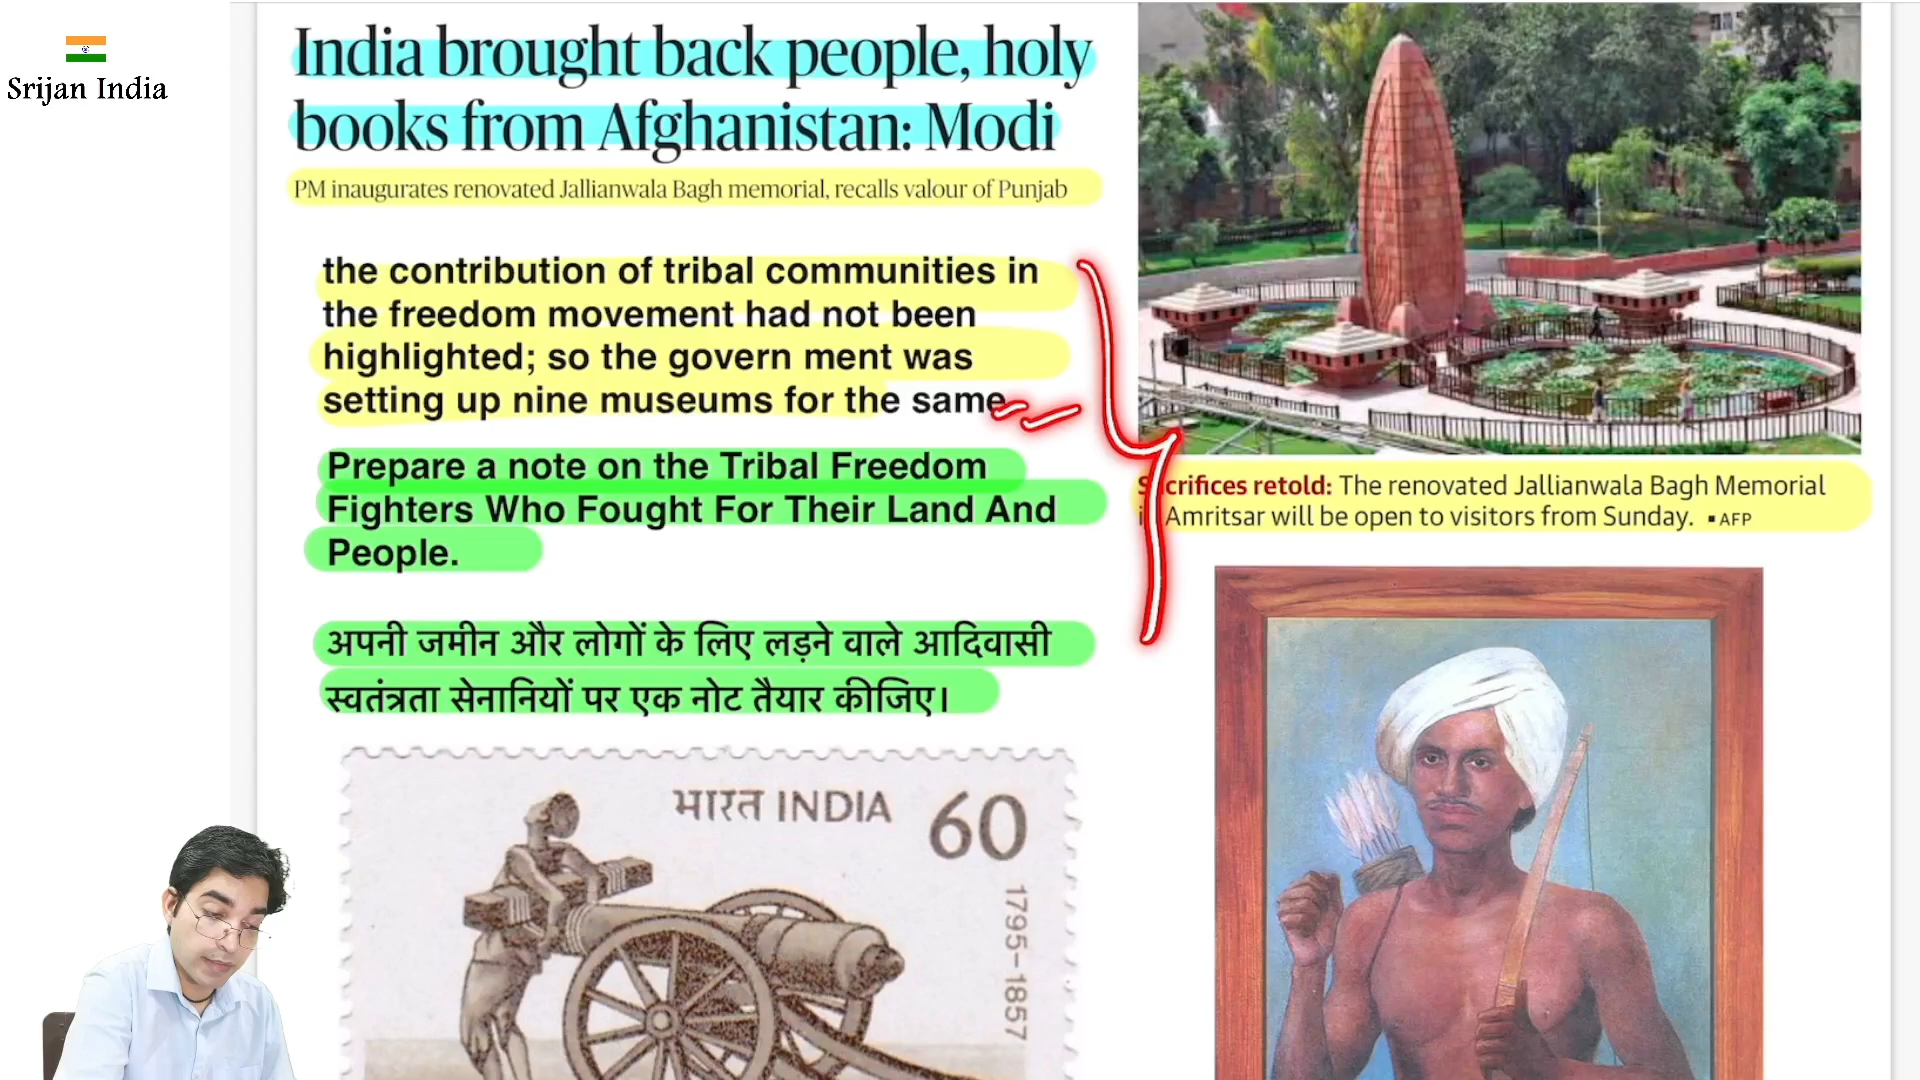 Srijan India
India brought back people, holy
books from Afghanistan: Modi
PM inaugurates renovated Jallianwala Bagh memorial, recalls valour of Punjab
the contribution of tribal communities in
the freedom movement had not been
highlighted; so the govern ment was
setting up nine museums for the same
Prepare a note on the Tribal Freedom
Fighters Who Fought For Their Land And
People.
अपनी जमीन और लोगों के लिए लड़ने वाले आदिवासी
स्वतंत्रता सेनानियों पर एक नोट तैयार कीजिए।
भारत INDIA 60
1795-1857
Sacrifices retold: The renovated Jallianwala Bagh Memorial
in Amritsar will be open to visitors from Sunday. ▪ AFP